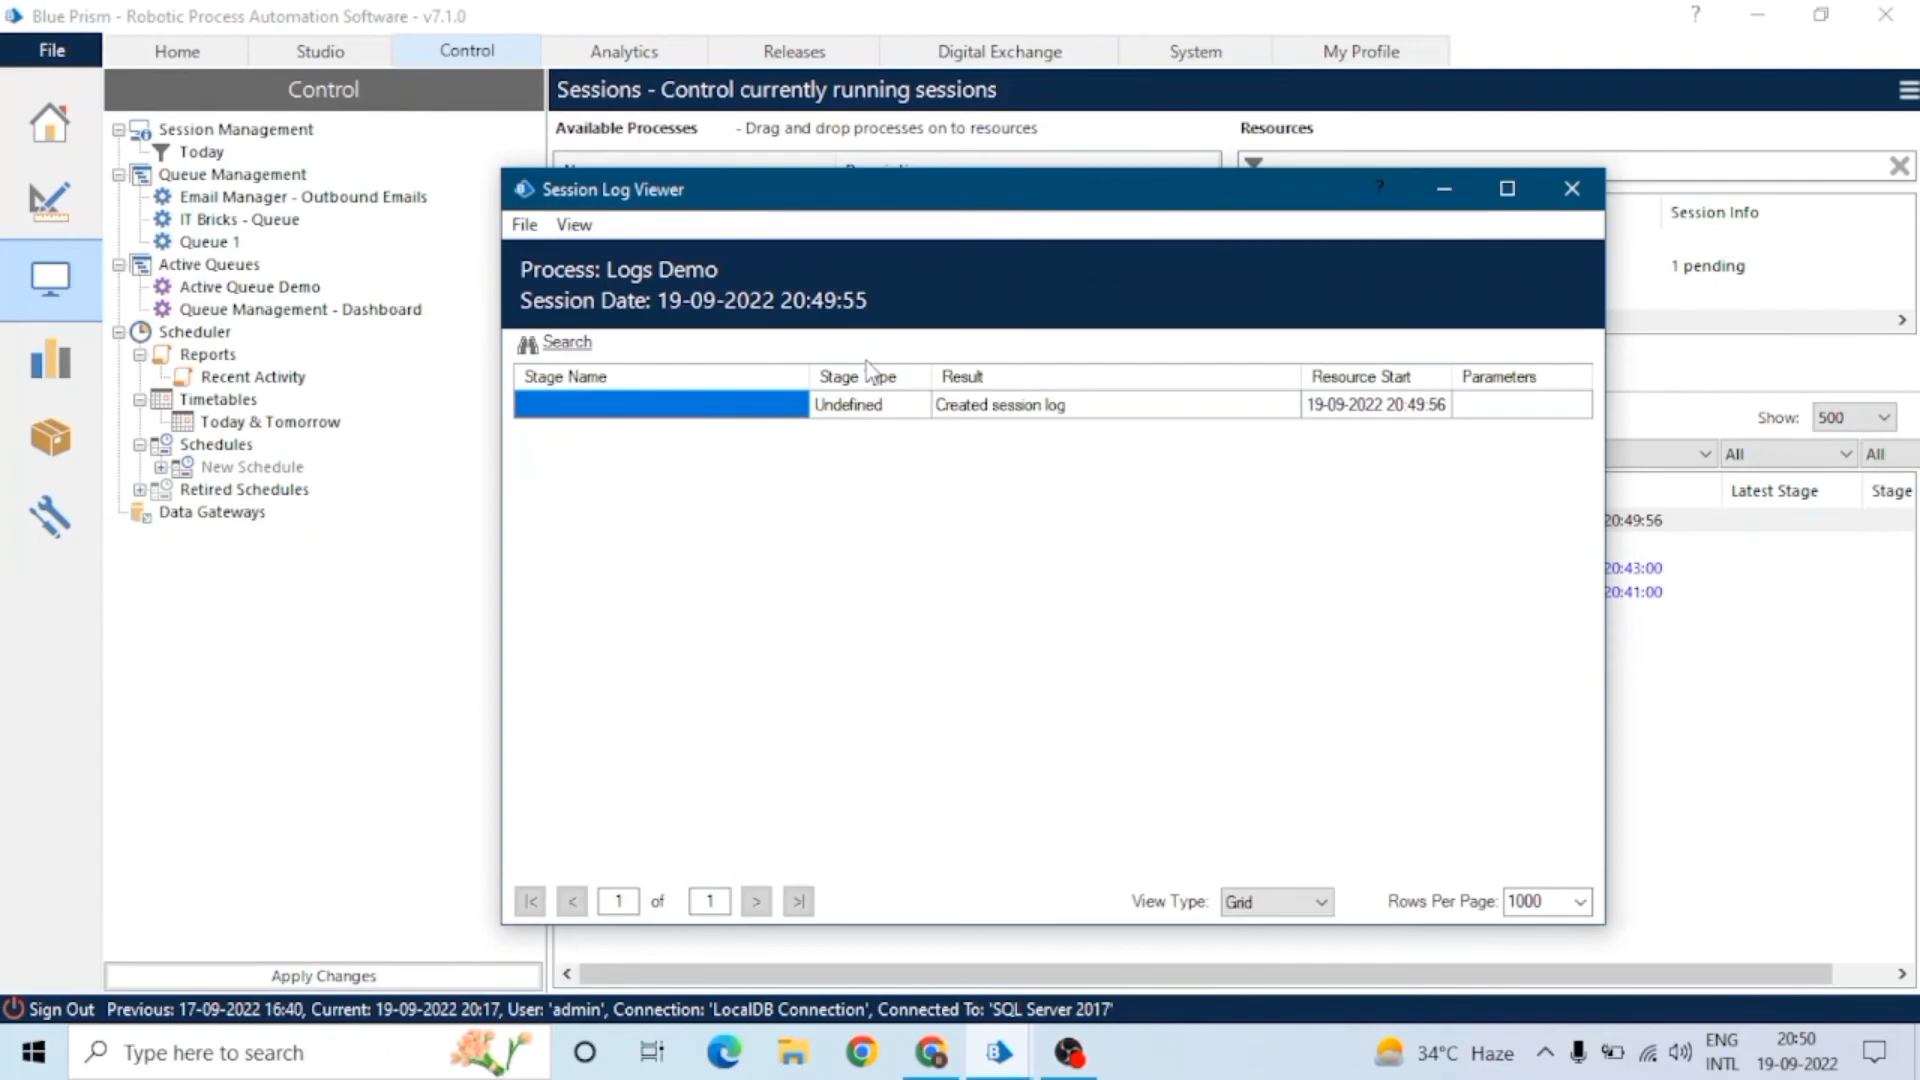 Blue Prism - Robotic Process Automation Software - v7.1.0
?
File
Home
Studio
Control
Analytics
Releases
Digital Exchange
System
My Profile
Control
Sessions - Control currently running sessions
Session Management
Today
Queue Management
Email Manager - Outbound Emails
IT Bricks - Queue
Queue 1
Active Queues
Active Queue Demo
Queue Management - Dashboard
Scheduler
Reports
Recent Activity
Timetables
Today & Tomorrow
Schedules
New Schedule
Retired Schedules
Data Gateways
Apply Changes
Available Processes - Drag and drop processes on to resources
Resources
Session Info
1 pending
Session Log Viewer
?
File View
Process: Logs Demo
Session Date: 19-09-2022 20:49:55
Search
Stage Name Stage Type Result Resource Start Parameters
Undefined Created session log 19-09-2022 20:49:56
1 of 1
View Type: Grid
Rows Per Page: 1000
Show: 500
All All
Latest Stage Stage
20:49:56
20:43:00
20:41:00
Sign Out Previous: 17-09-2022 16:40, Current: 19-09-2022 20:17, User: 'admin', Connection: 'LocalDB Connection', Connected To: 'SQL Server 2017'
Type here to search
34°C Haze
ENG
INTL
20:50
19-09-2022